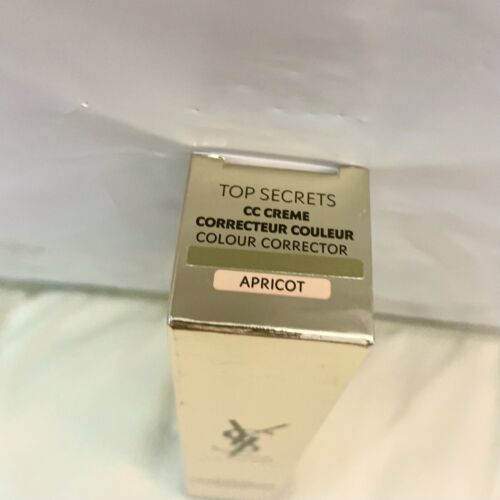 TOP SECRETS
CC CREME
CORRECTEUR COULEUR
COLOUR CORRECTOR
APRICOT